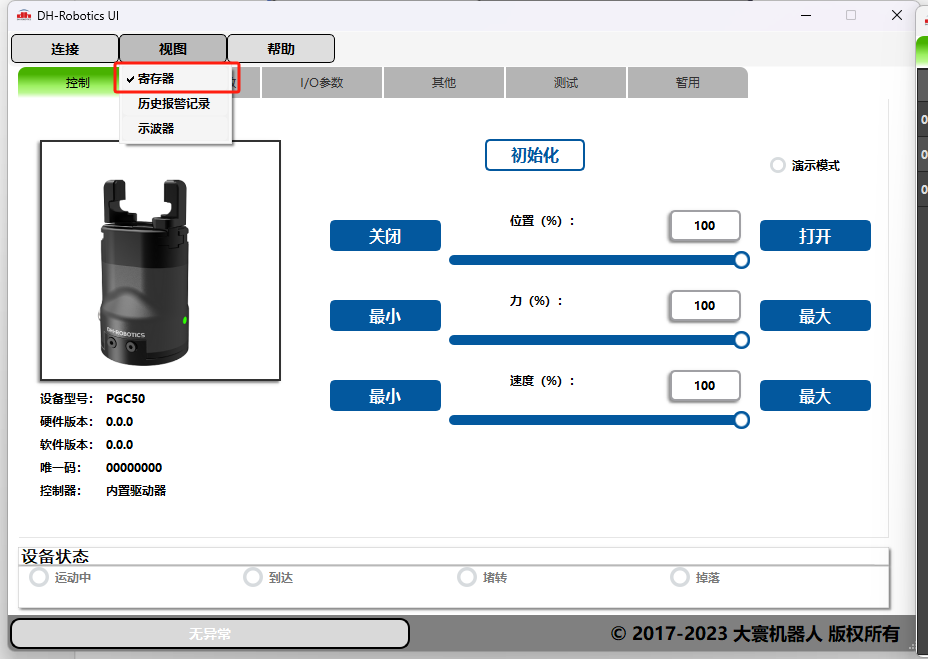 DH-Robotics UI
连接 视图 帮助
控制 数 I/O参数 其他 测试 暂用
✓ 寄存器
历史报警记录
示波器
初始化
演示模式
关闭 位置（%）： 100 打开
最小 力（%）： 100 最大
最小 速度（%）： 100 最大
DH-ROBOTICS
设备型号： PGC50
硬件版本： 0.0.0
软件版本： 0.0.0
唯一码： 00000000
控制器： 内置驱动器
设备状态
运动中 到达 堵转 掉落
无异常
© 2017-2023 大寰机器人 版权所有
0
0
0